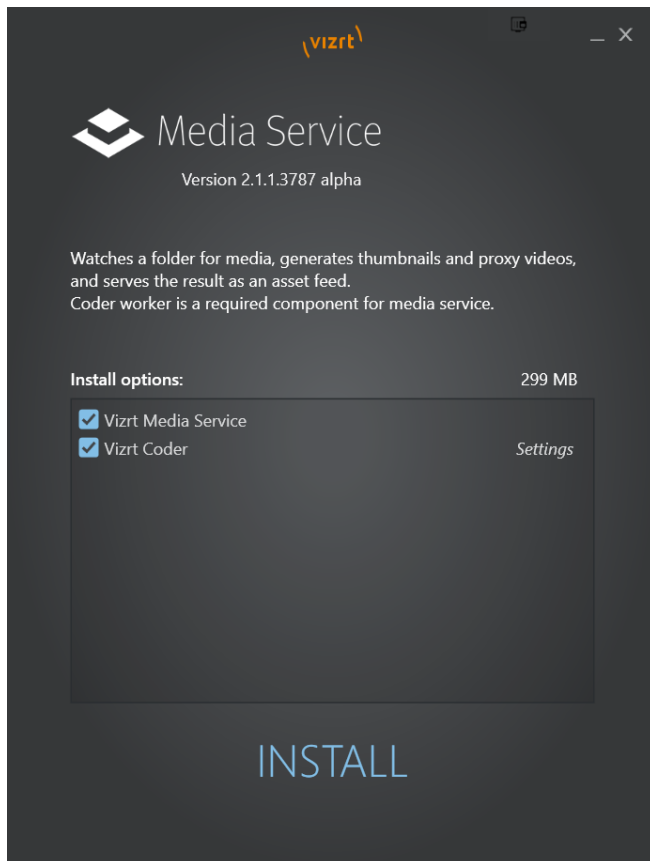 vizrt
Media Service
Version 2.1.1.3787 alpha
Watches a folder for media, generates thumbnails and proxy videos,
and serves the result as an asset feed.
Coder worker is a required component for media service.
Install options: 299 MB
Vizrt Media Service
Vizrt Coder Settings
INSTALL